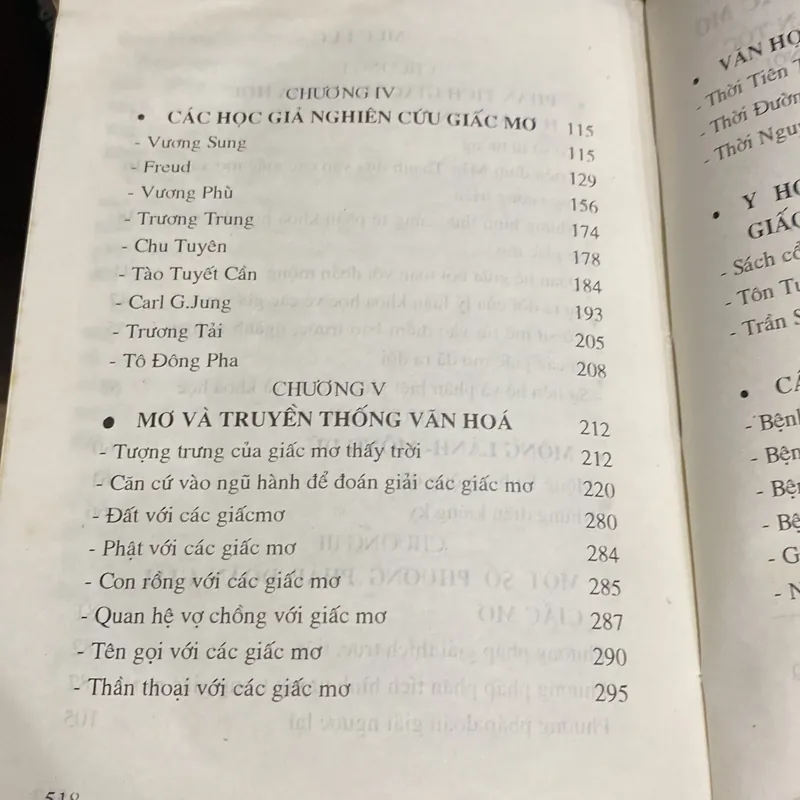 CHƯƠNG IV
• CÁC HỌC GIẢ NGHIÊN CỨU GIẤC MƠ 115
- Vương Sung 115
- Freud 129
- Vương Phù 156
- Trương Trung 174
- Chu Tuyên 178
- Tào Tuyết Cần 184
- Carl G.Jung 193
- Trương Tải 205
- Tô Đông Pha 208
CHƯƠNG V
• MƠ VÀ TRUYỀN THỐNG VĂN HOÁ 212
- Tượng trưng của giấc mơ thấy trời 212
- Căn cứ vào ngũ hành để đoán giải các giấc mơ 220
- Đất với các giấcmơ 280
- Phật với các giấc mơ 284
- Con rồng với các giấc mơ 285
- Quan hệ vợ chồng với giấc mơ 287
- Tên gọi với các giấc mơ 290
- Thần thoại với các giấc mơ 295
518
• VĂN HỌ
- Thời Tiên
- Thời Đườn
- Thời Nguy
• Y HỌ
GIẤC
- Sách cổ
- Tôn Tư
- Trần S
• CÁ
- Bệnh
- Bện
- Bện
- Bệ
- G
- N